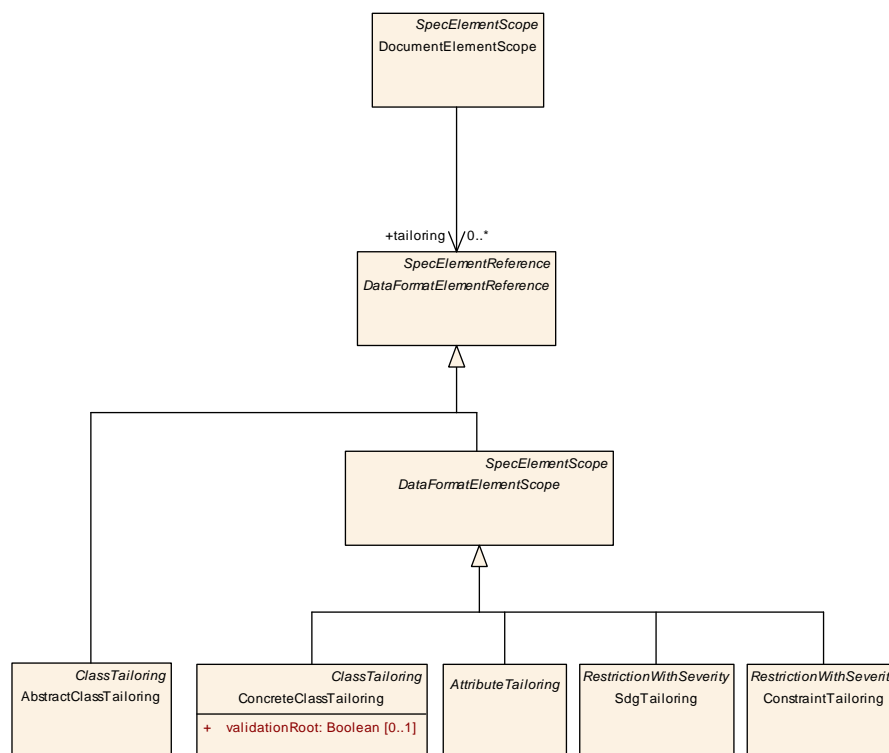 SpecElementScope
DocumentElementScope
+tailoring 0..*
SpecElementReference
DataFormatElementReference
SpecElementScope
DataFormatElementScope
ClassTailoring
AbstractClassTailoring
ClassTailoring
ConcreteClassTailoring
+ validationRoot: Boolean [0..1]
AttributeTailoring
RestrictionWithSeverity
SdgTailoring
RestrictionWithSeverit
ConstraintTailoring